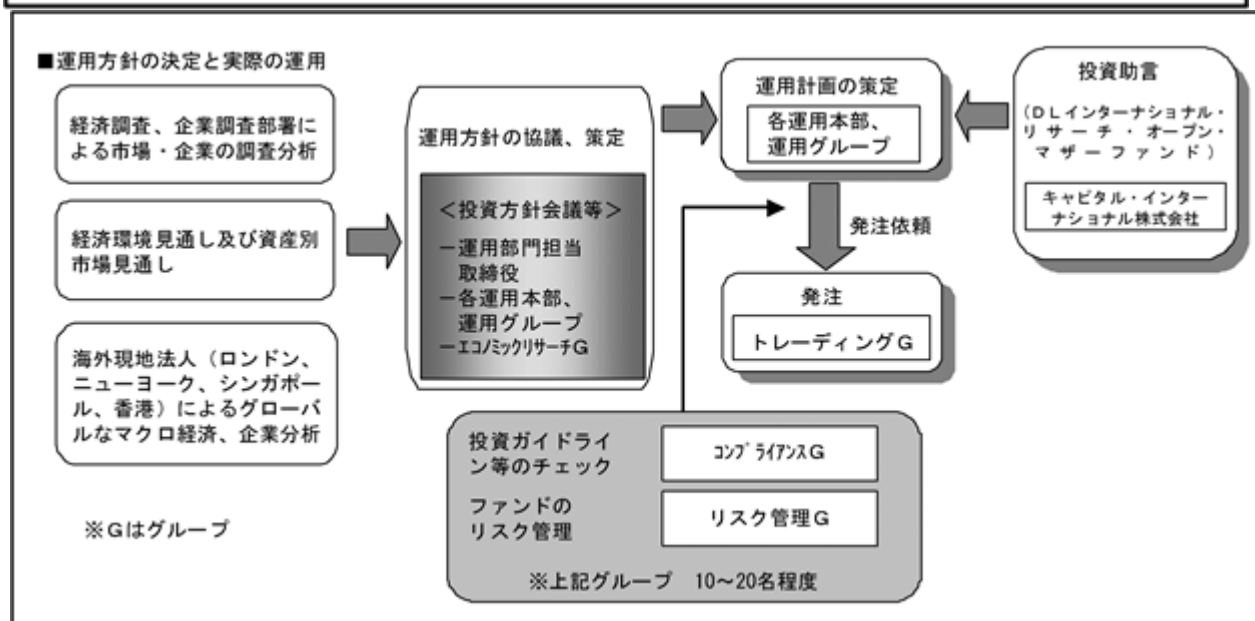 ■運用方針の決定と実際の運用
経済調査、企業調査部署に
よる市場・企業の調査分析
経済環境見通し及び資産別
市場見通し
海外現地法人（ロンドン、
ニューヨーク、シンガポー
ル、香港）によるグローバ
ルなマクロ経済、企業分析
※Gはグループ
運用方針の協議、策定
＜投資方針会議等＞
－運用部門担当
取締役
－各運用本部、
運用グループ
－ｴｺﾉﾐｯｸﾘｻｰﾁG
運用計画の策定
各運用本部、
運用グループ
発注依頼
発注
トレーディングG
投資助言
（DLインターナショナル・
リサーチ・オープン・
マザーファンド）
キャピタル・インター
ナショナル株式会社
投資ガイドライ
ン等のチェック
ｺﾝﾌﾟﾗｲｱﾝｽG
ファンドの
リスク管理
リスク管理G
※上記グループ　10～20名程度